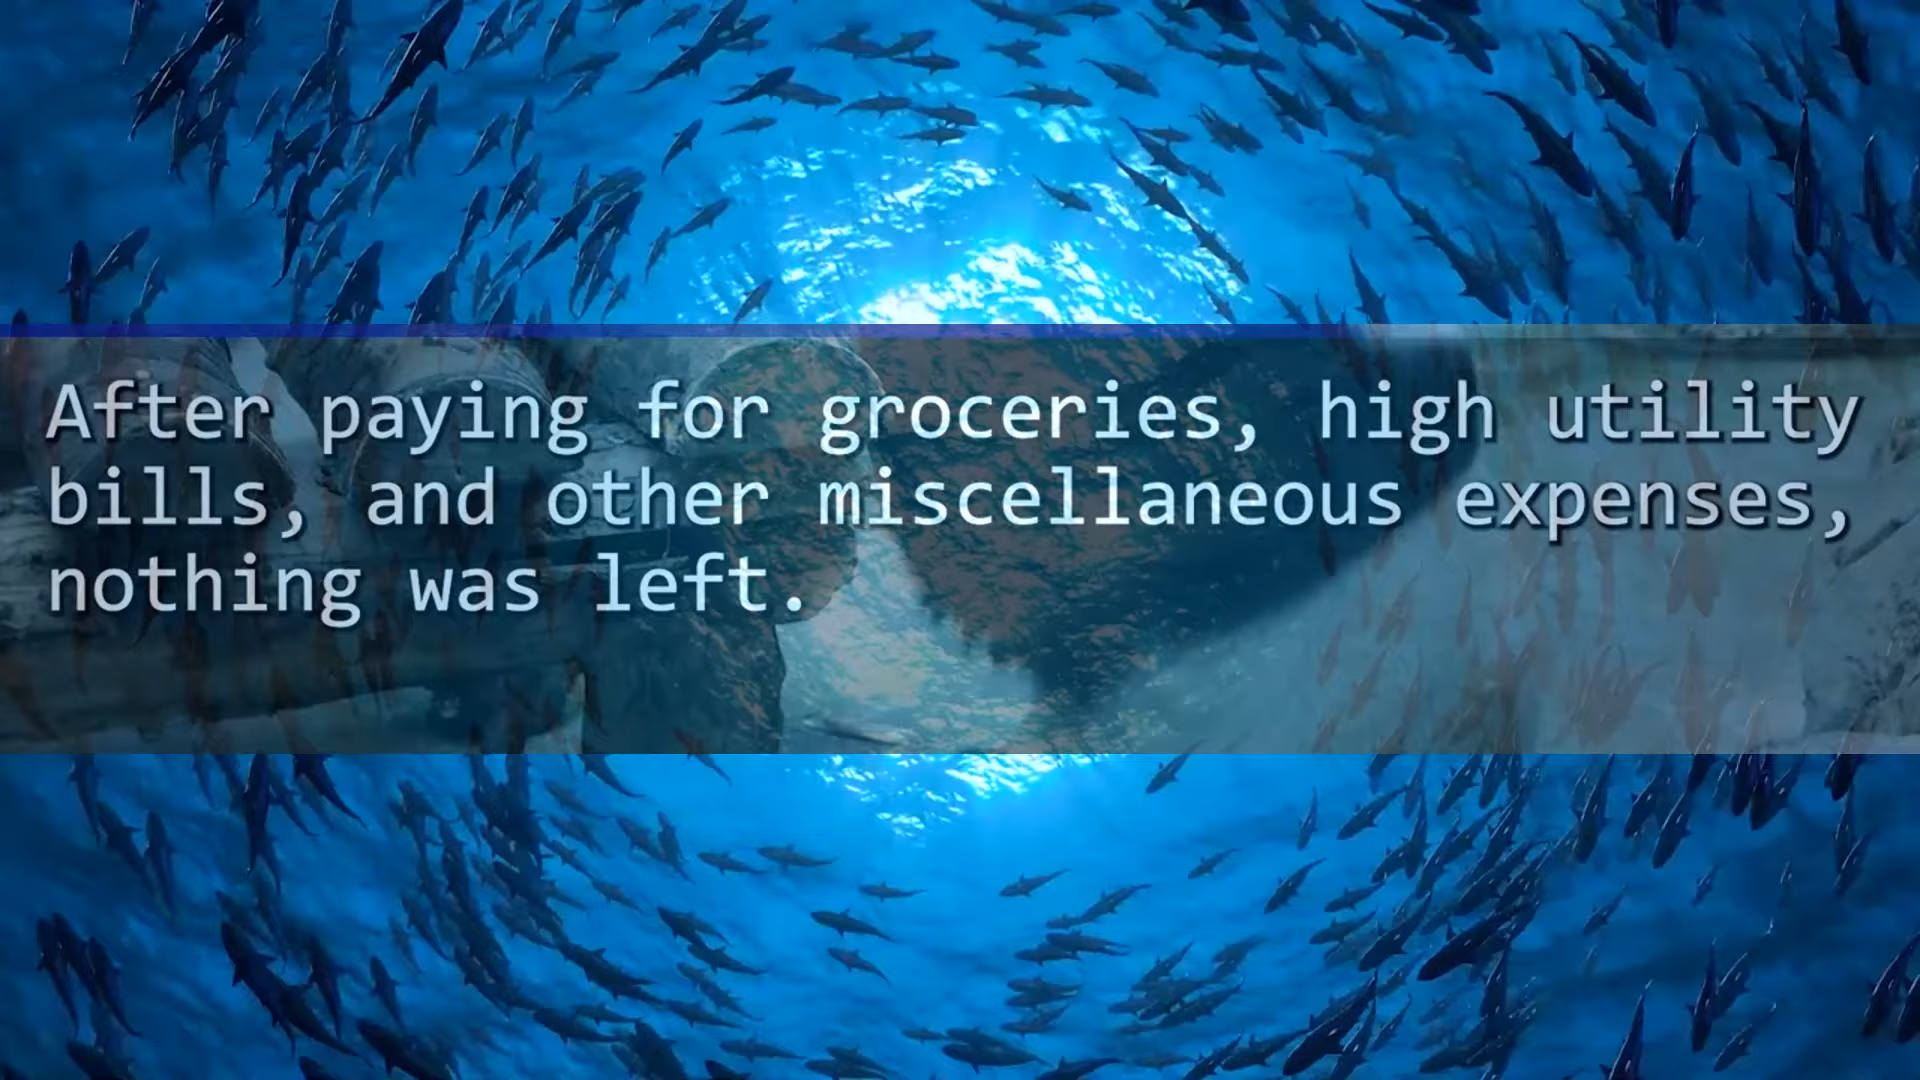 After paying for groceries, high utility
bills, and other miscellaneous expenses,
nothing was left.